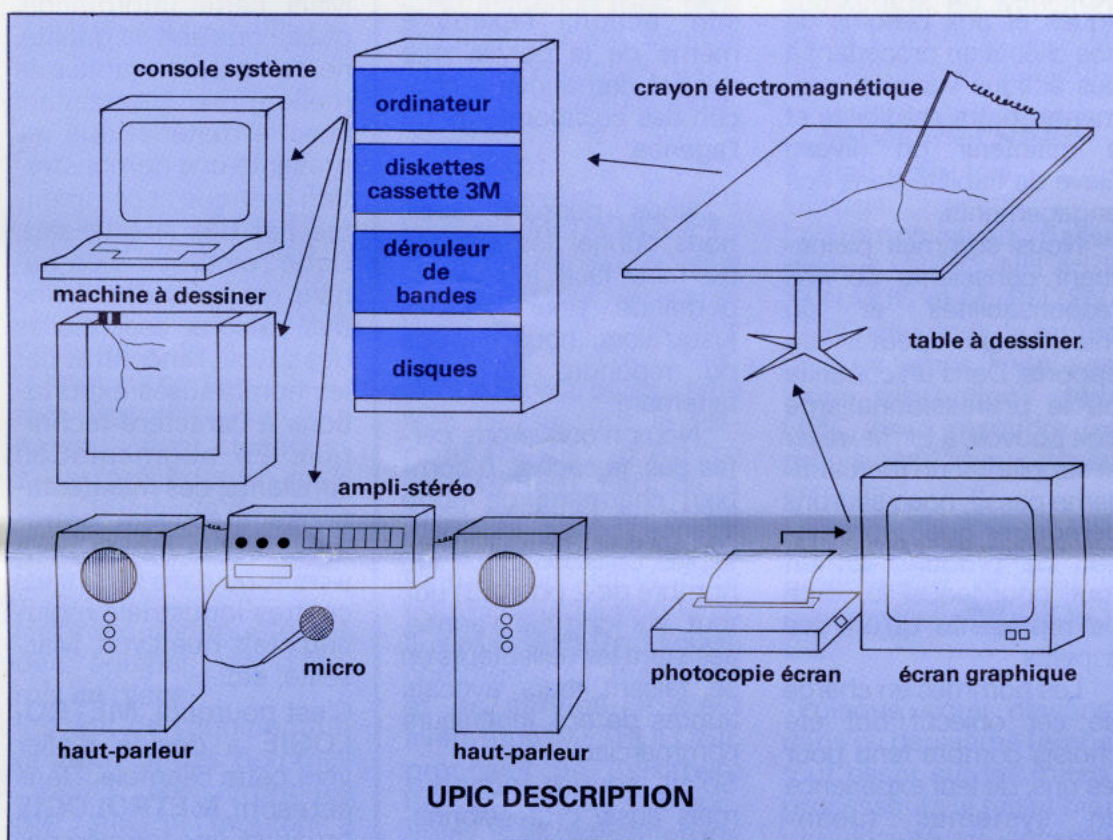 console système
ordinateur
diskettes
cassette 3M
dérouleur
de
bandes
disques
crayon électromagnétique
machine à dessiner
table à dessiner.
ampli-stéréo
micro
haut-parleur
haut-parleur
photocopie écran
écran graphique
UPIC DESCRIPTION